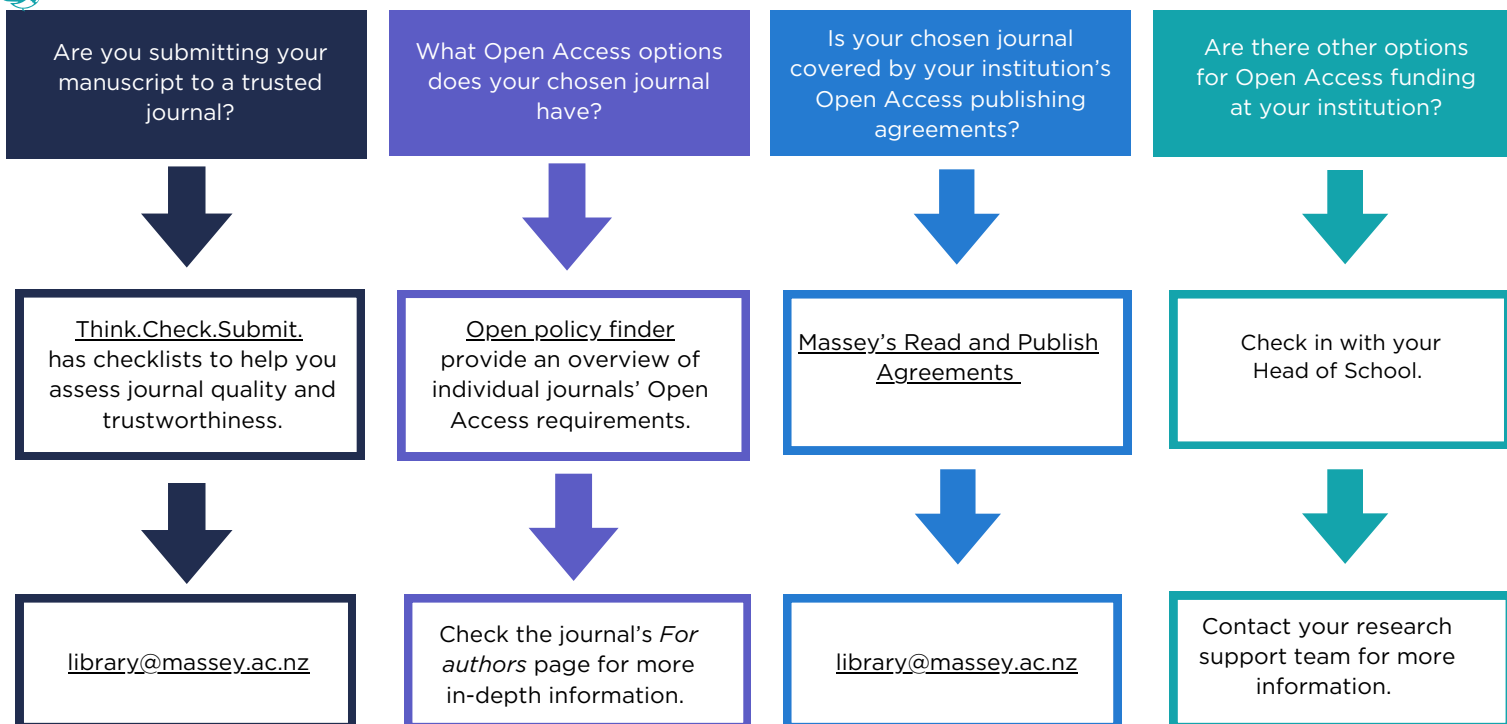 Are you submitting your
manuscript to a trusted
journal?
What Open Access options
does your chosen journal
have?
Is your chosen journal
covered by your institution's
Open Access publishing
agreements?
Are there other options
for Open Access funding
at your institution?
Think.Check.Submit.
has checklists to help you
assess journal quality and
trustworthiness.
Open policy finder
provide an overview of
individual journals' Open
Access requirements.
Massey's Read and Publish
Agreements
Check in with your
Head of School.
library@massey.ac.nz
Check the journal's For
authors page for more
in-depth information.
library@massey.ac.nz
Contact your research
support team for more
information.